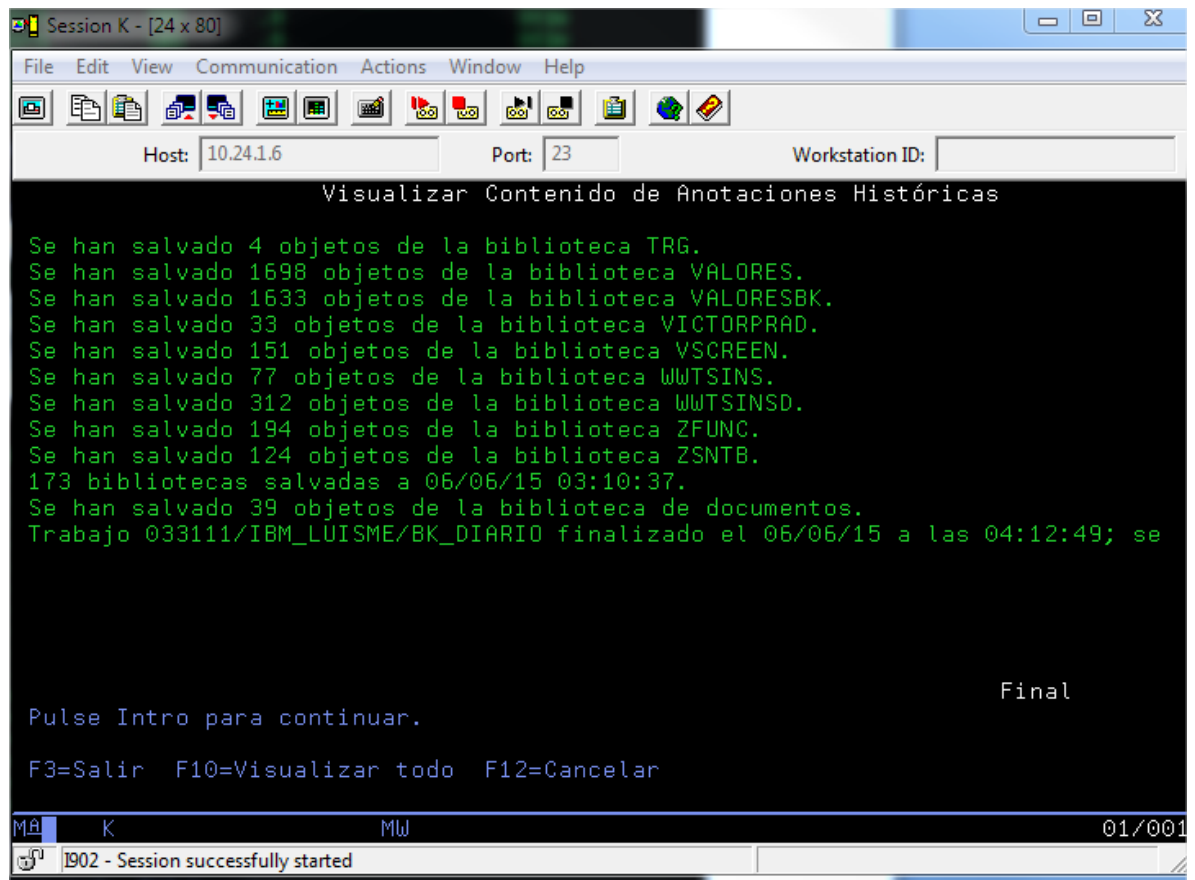 Session K - [24 x 80]
File Edit View Communication Actions Window Help
Host: 10.24.1.6 Port: 23 Workstation ID:
Visualizar Contenido de Anotaciones Históricas
Se han salvado 4 objetos de la biblioteca TRG.
Se han salvado 1698 objetos de la biblioteca VALORES.
Se han salvado 1633 objetos de la biblioteca VALORESBK.
Se han salvado 33 objetos de la biblioteca VICTORPRAD.
Se han salvado 151 objetos de la biblioteca VSCREEN.
Se han salvado 77 objetos de la biblioteca WWTSINS.
Se han salvado 312 objetos de la biblioteca WWTSINSD.
Se han salvado 194 objetos de la biblioteca ZFUNC.
Se han salvado 124 objetos de la biblioteca ZSNTB.
173 bibliotecas salvadas a 06/06/15 03:10:37.
Se han salvado 39 objetos de la biblioteca de documentos.
Trabajo 033111/IBM_LUISME/BK_DIARIO finalizado el 06/06/15 a las 04:12:49; se
Final
Pulse Intro para continuar.
F3=Salir F10=Visualizar todo F12=Cancelar
MA K MW 01/001
I902 - Session successfully started